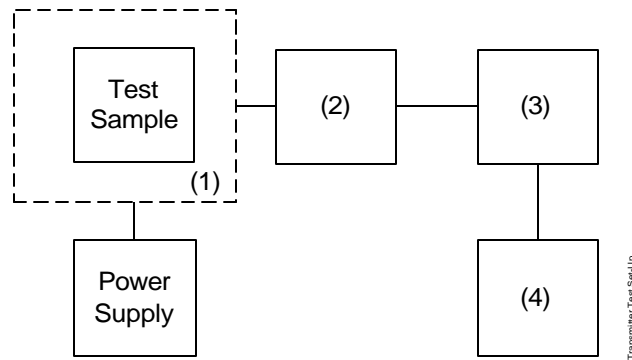 Test
Sample
(1)
(2)
(3)
Power
Supply
(4)
Transmitter Test Set-Up